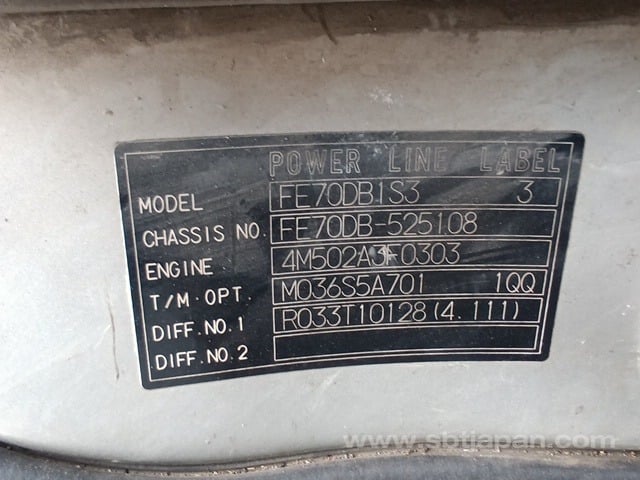 POWER LINE LABEL
MODEL FE70DB1S3 3
CHASSIS NO. FE70DB-525108
ENGINE 4M502A3F0303
T/M. OPT. M036S5A701 1QQ
DIFF. NO. 1 R033T10128 (4.111)
DIFF. NO. 2
www.sbtjapan.com